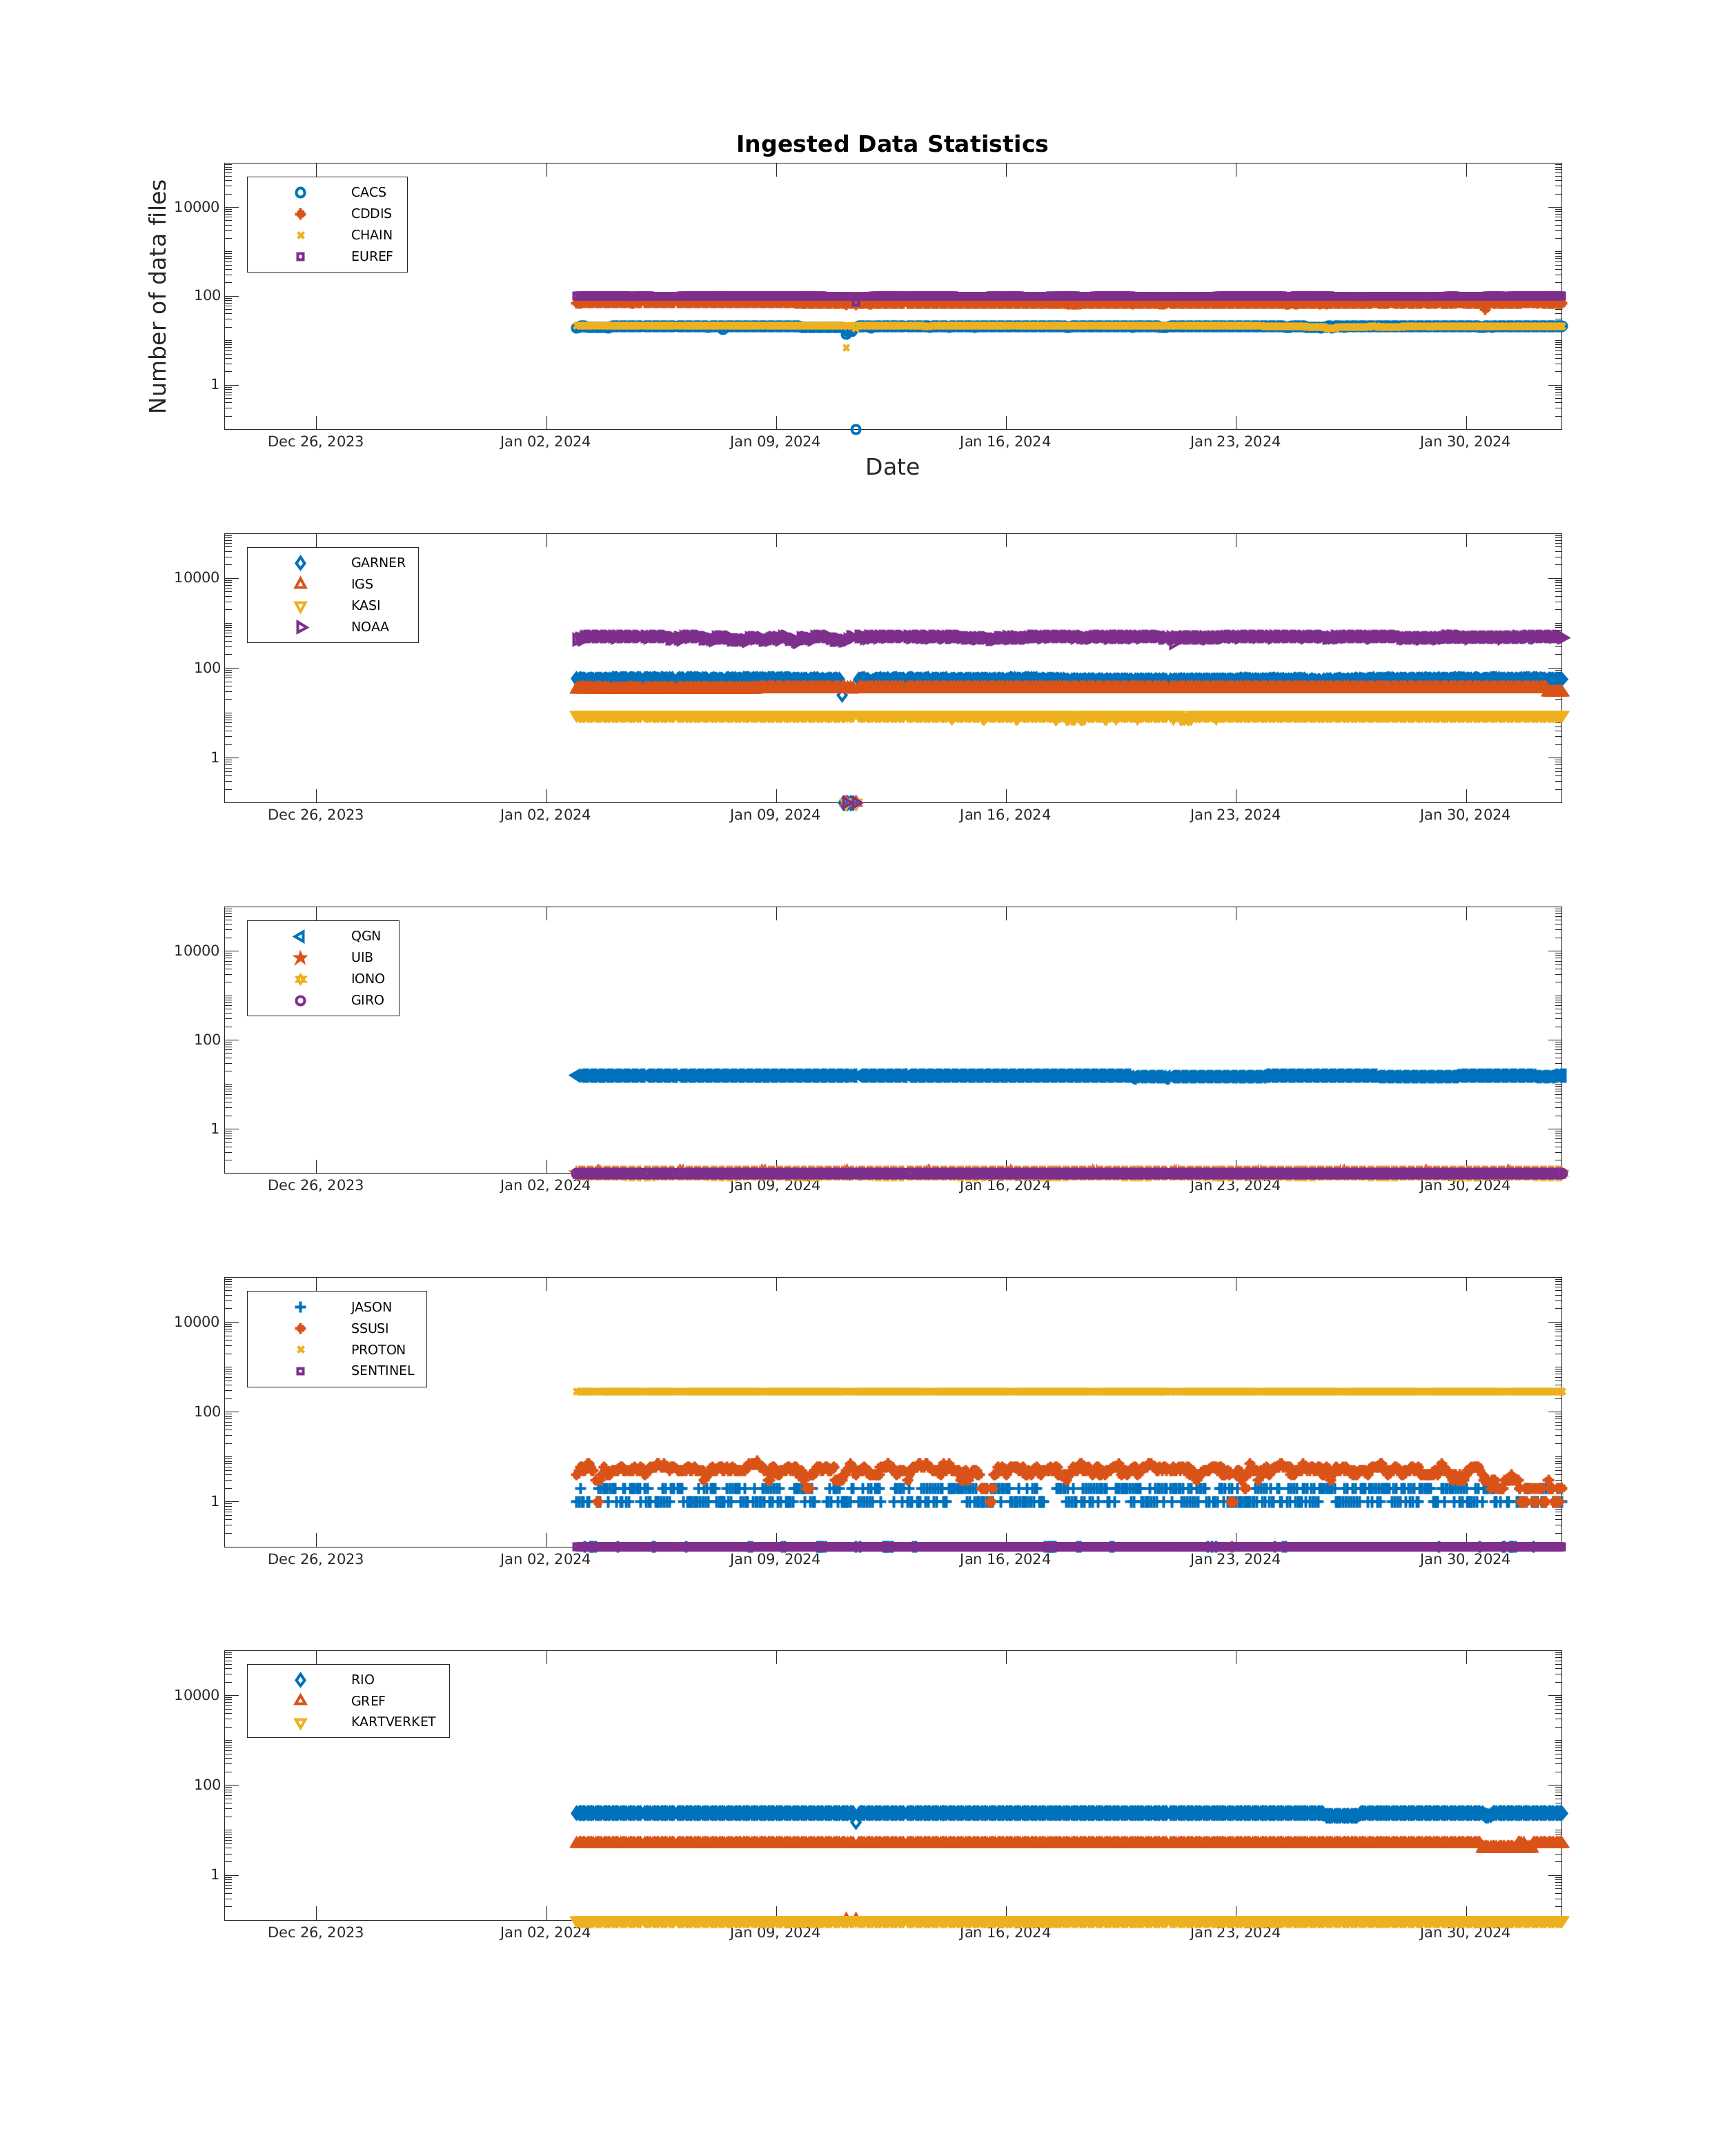 Ingested Data Statistics
Number of data files
10000
100
1
CACS
CDDIS
CHAIN
EUREF
Dec 26, 2023 Jan 02, 2024 Jan 09, 2024 Jan 16, 2024 Jan 23, 2024 Jan 30, 2024
Date
10000
100
1
GARNER
IGS
KASI
NOAA
Dec 26, 2023 Jan 02, 2024 Jan 09, 2024 Jan 16, 2024 Jan 23, 2024 Jan 30, 2024
10000
100
1
QGN
UIB
IONO
GIRO
Dec 26, 2023 Jan 02, 2024 Jan 09, 2024 Jan 16, 2024 Jan 23, 2024 Jan 30, 2024
10000
100
1
JASON
SSUSI
PROTON
SENTINEL
Dec 26, 2023 Jan 02, 2024 Jan 09, 2024 Jan 16, 2024 Jan 23, 2024 Jan 30, 2024
10000
100
1
RIO
GREF
KARTVERKET
Dec 26, 2023 Jan 02, 2024 Jan 09, 2024 Jan 16, 2024 Jan 23, 2024 Jan 30, 2024